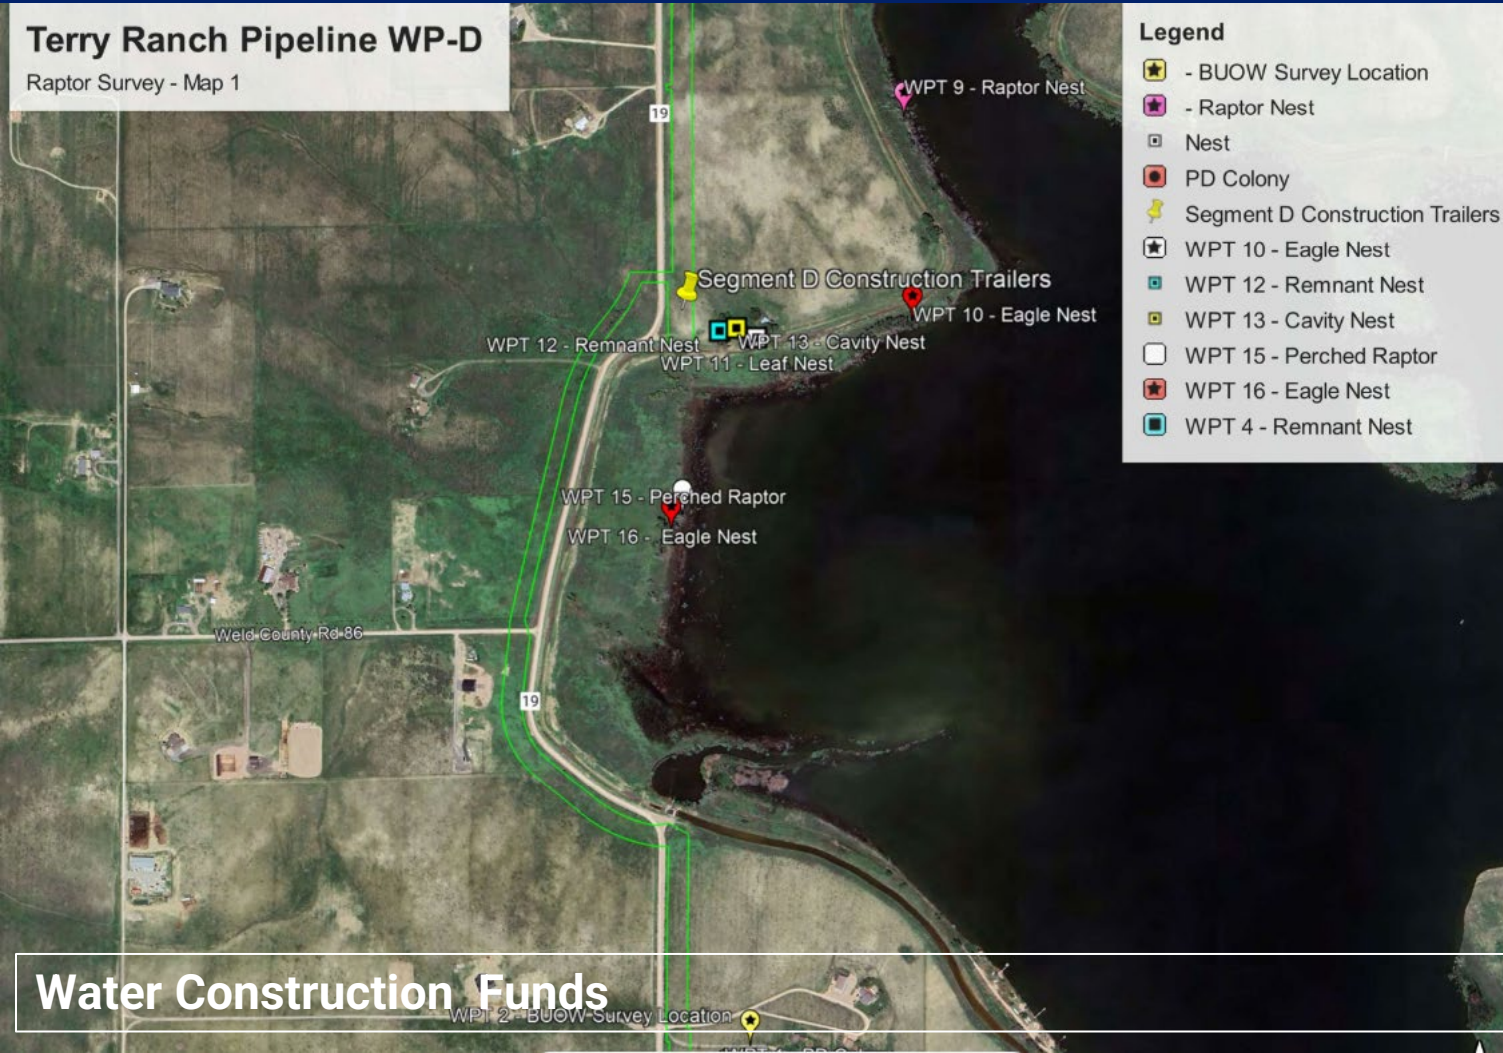 Terry Ranch Pipeline WP-D
Raptor Survey - Map 1
Legend
- BUOW Survey Location
- Raptor Nest
Nest
PD Colony
Segment D Construction Trailers
WPT 10 - Eagle Nest
WPT 12 - Remnant Nest
WPT 13 - Cavity Nest
WPT 15 - Perched Raptor
WPT 16 - Eagle Nest
WPT 4 - Remnant Nest
WPT 9 - Raptor Nest
19
Segment D Construction Trailers
WPT 10 - Eagle Nest
WPT 12 - Remnant Nest
WPT 13 - Cavity Nest
WPT 11 - Leaf Nest
WPT 15 - Perched Raptor
WPT 16 - Eagle Nest
Weld County Rd 86
19
Water Construction Funds
WPT 2 - BUOW Survey Location